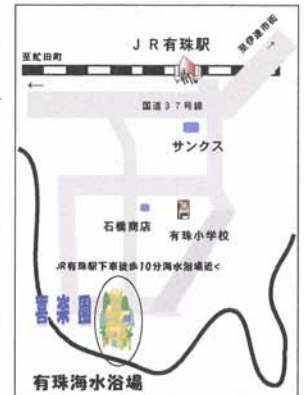 JR有珠駅
至伊達市街
至虻田町
国道37号線
サンクス
石橋商店
有珠小学校
JR有珠駅下車徒歩10分海水浴場近く
喜楽園
有珠海水浴場